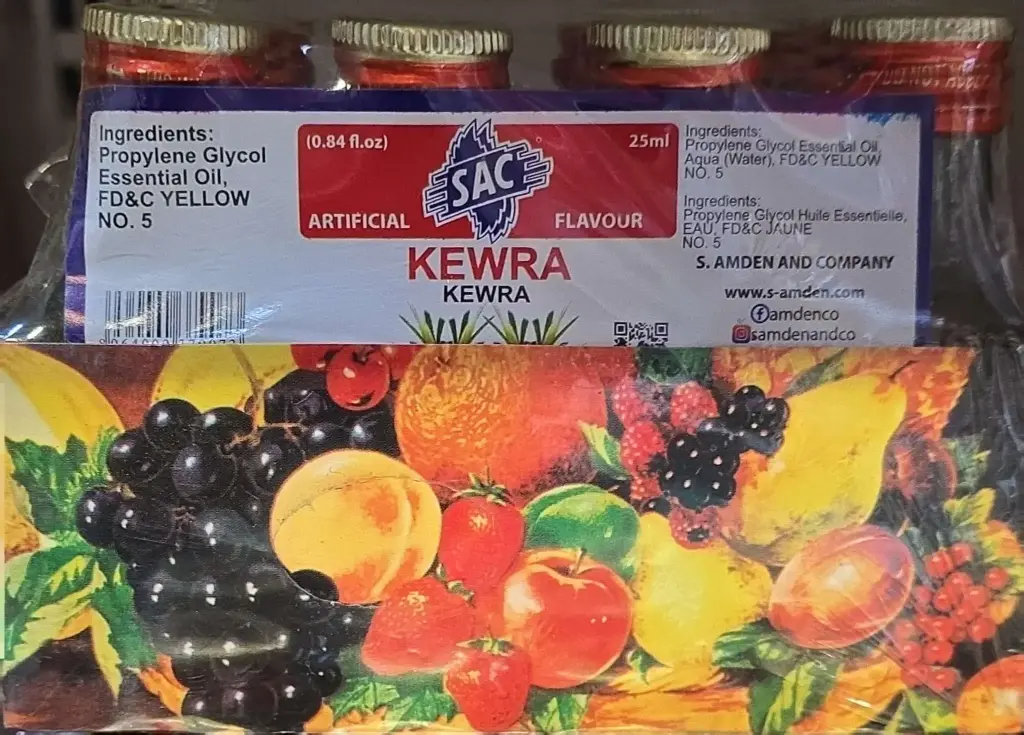 DO NOT
Ingredients:
Propylene Glycol
Essential Oil,
FD&C YELLOW
NO. 5
(0.84 fl.oz)
25ml
SAC
ARTIFICIAL
FLAVOUR
KEWRA
KEWRA
Ingredients:
Propylene Glycol Essential Oil,
Aqua (Water), FD&C YELLOW
NO. 5
Ingredients:
Propylene Glycol Huile Essentielle,
EAU, FD&C JAUNE
NO. 5
S. AMDEN AND COMPANY
www.s-amden.com
amdenco
samdenandco